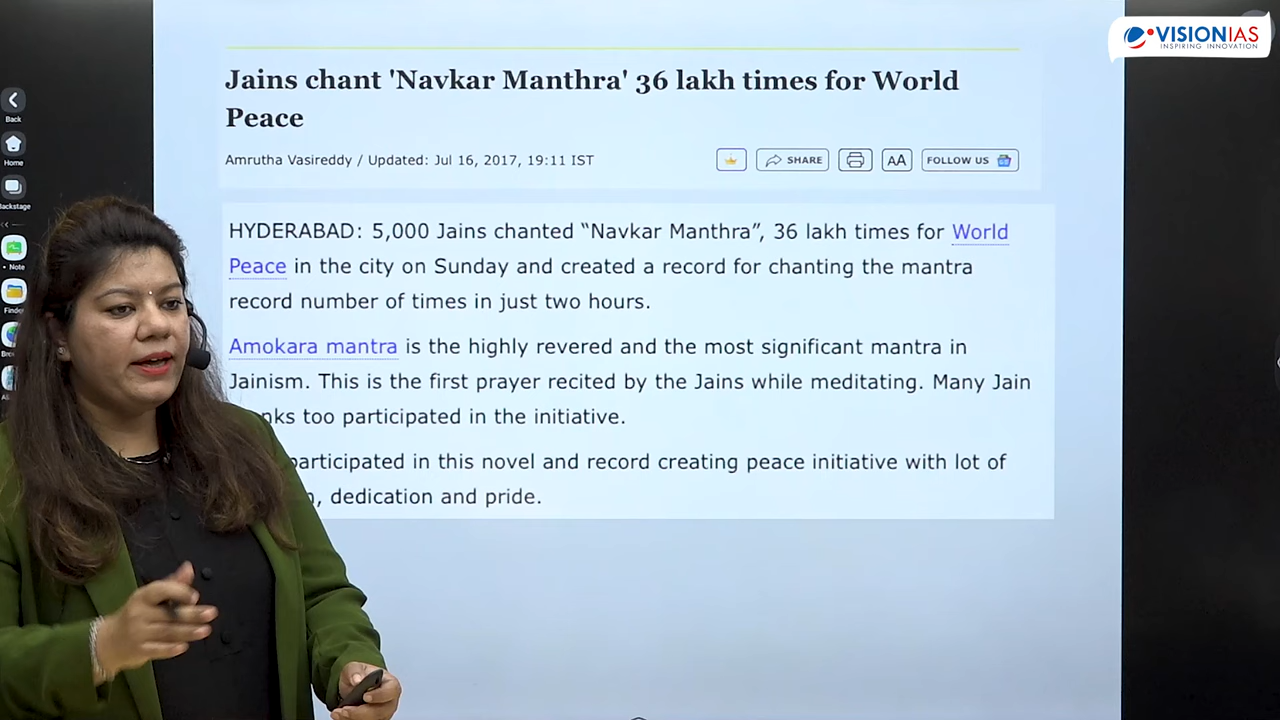 VISIONIAS
INSPIRING INNOVATION
Jains chant 'Navkar Manthra' 36 lakh times for World
Peace
Amrutha Vasireddy / Updated: Jul 16, 2017, 19:11 IST
SHARE
AA
FOLLOW US
Back
Home
Backstage
Note
Finder
HYDERABAD: 5,000 Jains chanted “Navkar Manthra”, 36 lakh times for World
Peace in the city on Sunday and created a record for chanting the mantra
record number of times in just two hours.
Amokara mantra is the highly revered and the most significant mantra in
Jainism. This is the first prayer recited by the Jains while meditating. Many Jain
too participated in the initiative.
participated in this novel and record creating peace initiative with lot of
dedication and pride.